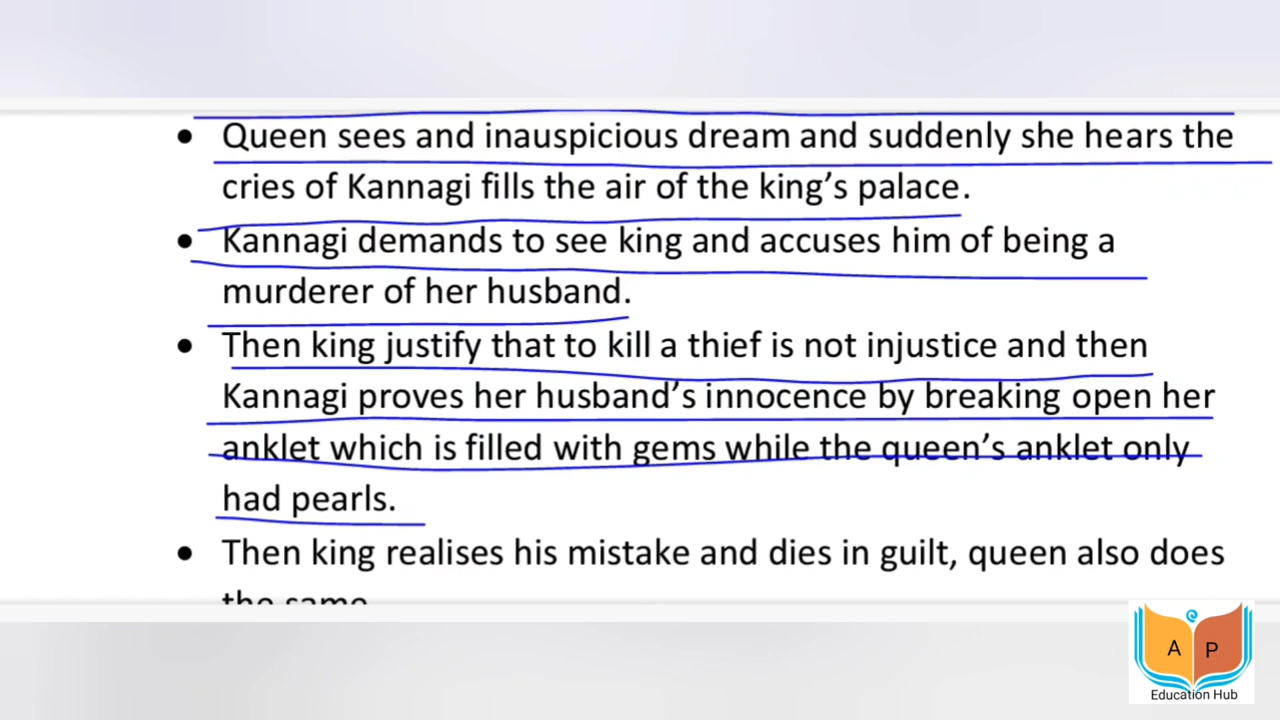 • Queen sees and inauspicious dream and suddenly she hears the
cries of Kannagi fills the air of the king’s palace.
• Kannagi demands to see king and accuses him of being a
murderer of her husband.
• Then king justify that to kill a thief is not injustice and then
Kannagi proves her husband’s innocence by breaking open her
anklet which is filled with gems while the queen’s anklet only
had pearls.
• Then king realises his mistake and dies in guilt, queen also does
the same
A P
Education Hub